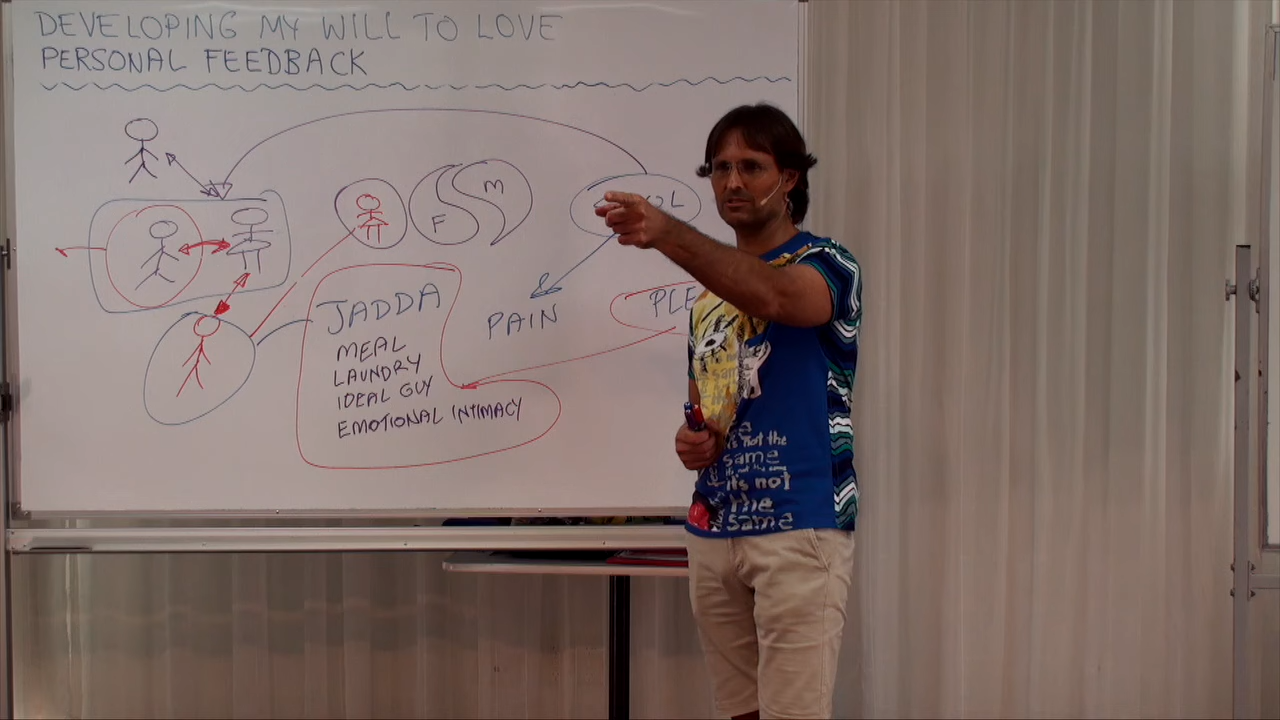 DEVELOPING MY WILL TO LOVE
PERSONAL FEEDBACK
M
F
JADDA
MEAL
LAUNDRY
IDEAL GUY
EMOTIONAL INTIMACY
PAIN
it's not the
same
it's not
the
same